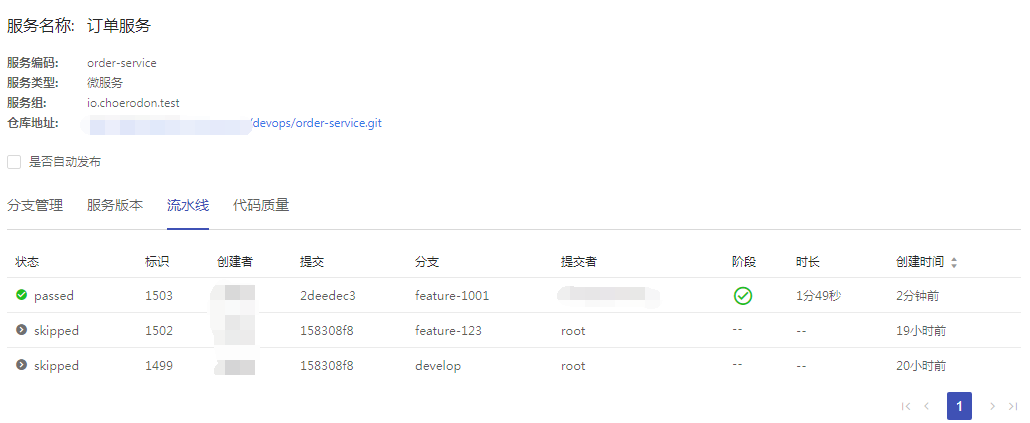 服务名称: 订单服务
服务编码: order-service
服务类型: 微服务
服务组: io.choerodon.test
仓库地址: /devops/order-service.git
是否自动发布
分支管理 服务版本 流水线 代码质量
状态 标识 创建者 提交 分支 提交者 阶段 时长 创建时间
passed 1503 2deedec3 feature-1001 1分49秒 2分钟前
skipped 1502 158308f8 feature-123 root -- -- 19小时前
skipped 1499 158308f8 develop root -- -- 20小时前
1